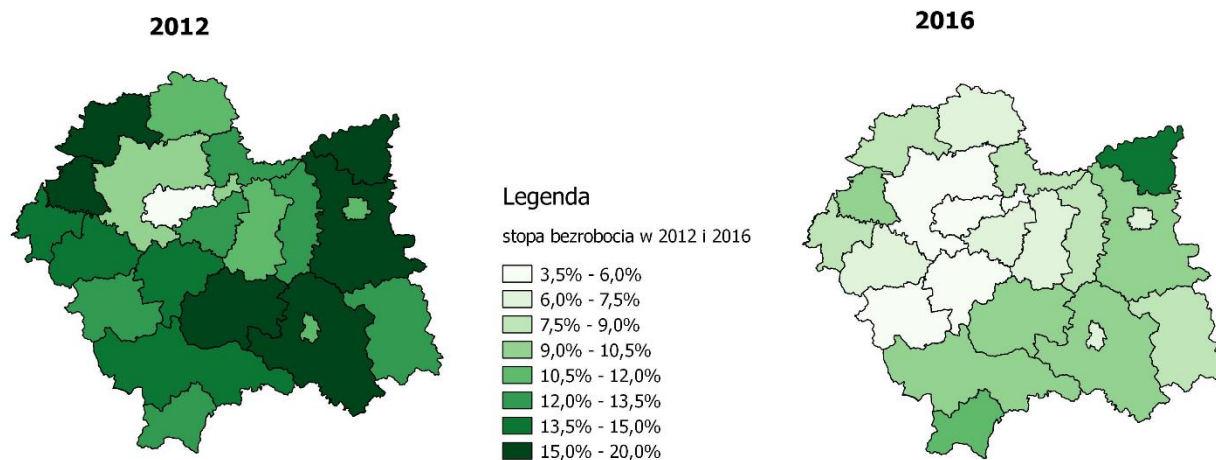 2012
2016
Legenda
stopa bezrobocia w 2012 i 2016
3,5% - 6,0%
6,0% - 7,5%
7,5% - 9,0%
9,0% - 10,5%
10,5% - 12,0%
12,0% - 13,5%
13,5% - 15,0%
15,0% - 20,0%